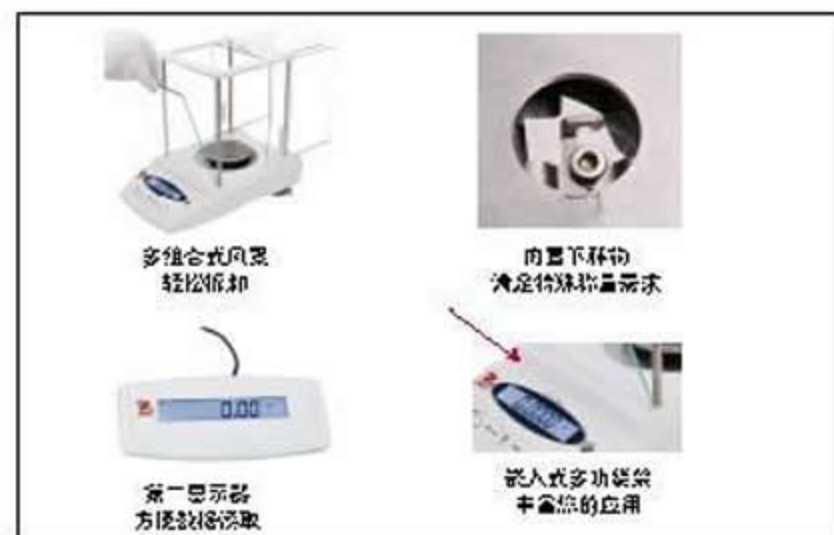 多组合式风罩
轻松拆卸
内置下称钩
满足特殊称量需求
0.00
第二显示器
方便数据读取
嵌入式多功能
丰富您的应用